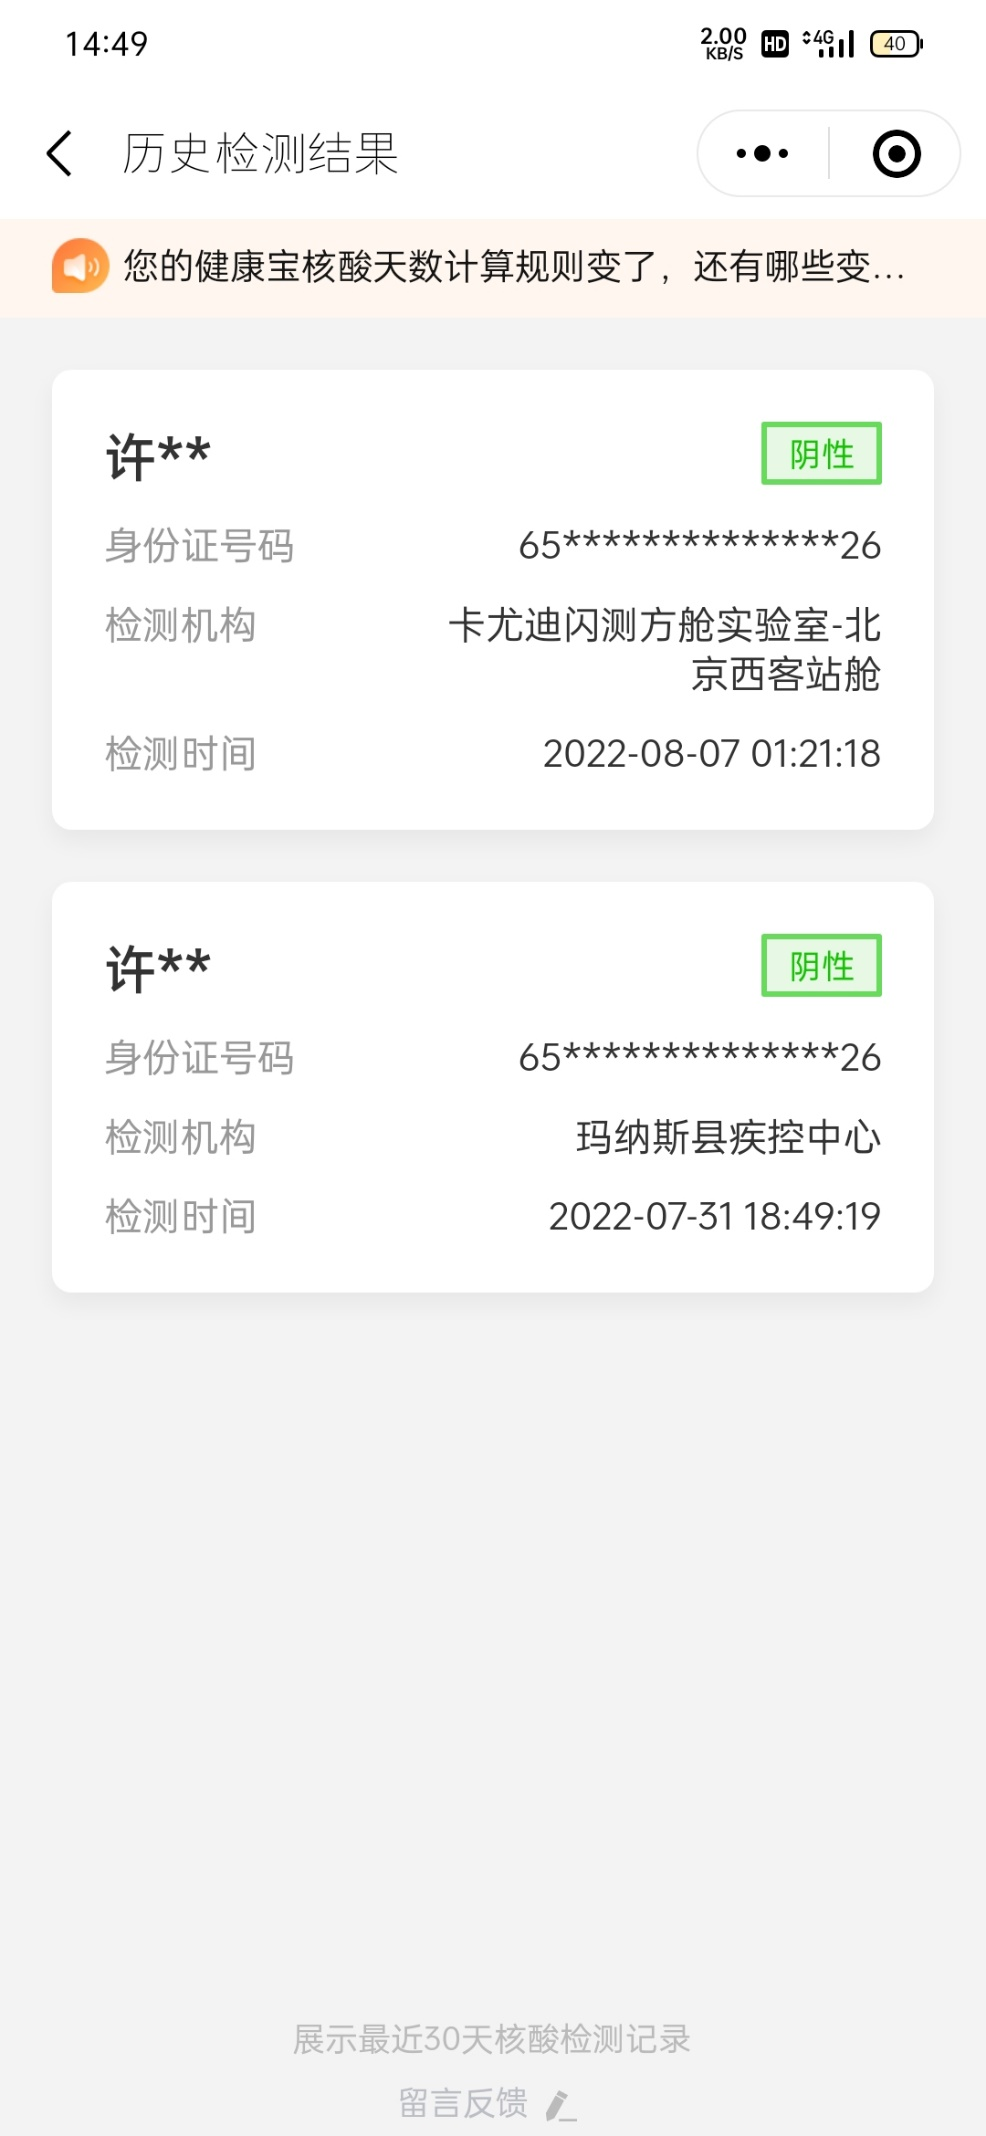 14:49
2.00 KB/S HD 4G 40
历史检测结果
您的健康宝核酸天数计算规则变了，还有哪些变...
许**
阴性
身份证号码 65**************26
检测机构 卡尤迪闪测方舱实验室-北
京西客站舱
检测时间 2022-08-07 01:21:18
许**
阴性
身份证号码 65**************26
检测机构 玛纳斯县疾控中心
检测时间 2022-07-31 18:49:19
展示最近30天核酸检测记录
留言反馈